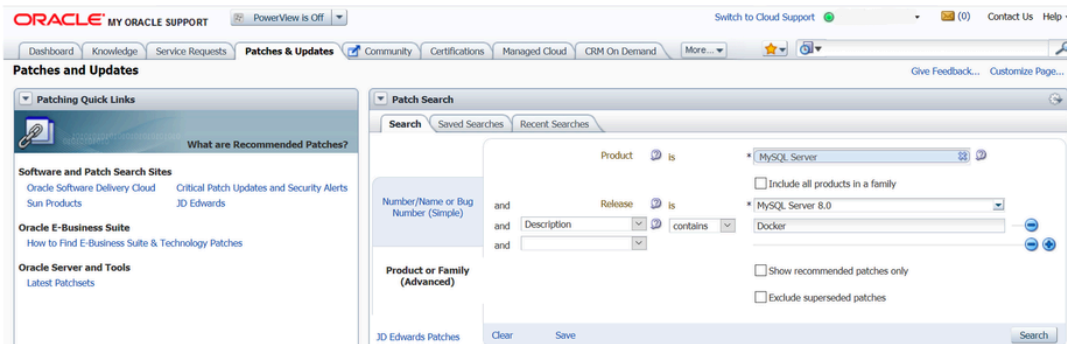 ORACLE MY ORACLE SUPPORT PowerView is Off Switch to Cloud Support (0) Contact Us Help
Dashboard Knowledge Service Requests Patches & Updates Community Certifications Managed Cloud CRM On Demand More...
Patches and Updates Give Feedback... Customize Page...
Patching Quick Links
What are Recommended Patches?
Software and Patch Search Sites
Oracle Software Delivery Cloud Critical Patch Updates and Security Alerts
Sun Products JD Edwards
Oracle E-Business Suite
How to Find E-Business Suite & Technology Patches
Oracle Server and Tools
Latest Patchsets
Patch Search
Search Saved Searches Recent Searches
Number/Name or Bug
Number (Simple)
Product or Family
(Advanced)
JD Edwards Patches
Product is * MySQL Server
Include all products in a family
and Release is * MySQL Server 8.0
and Description contains Docker
and
Show recommended patches only
Exclude superseded patches
Clear Save Search